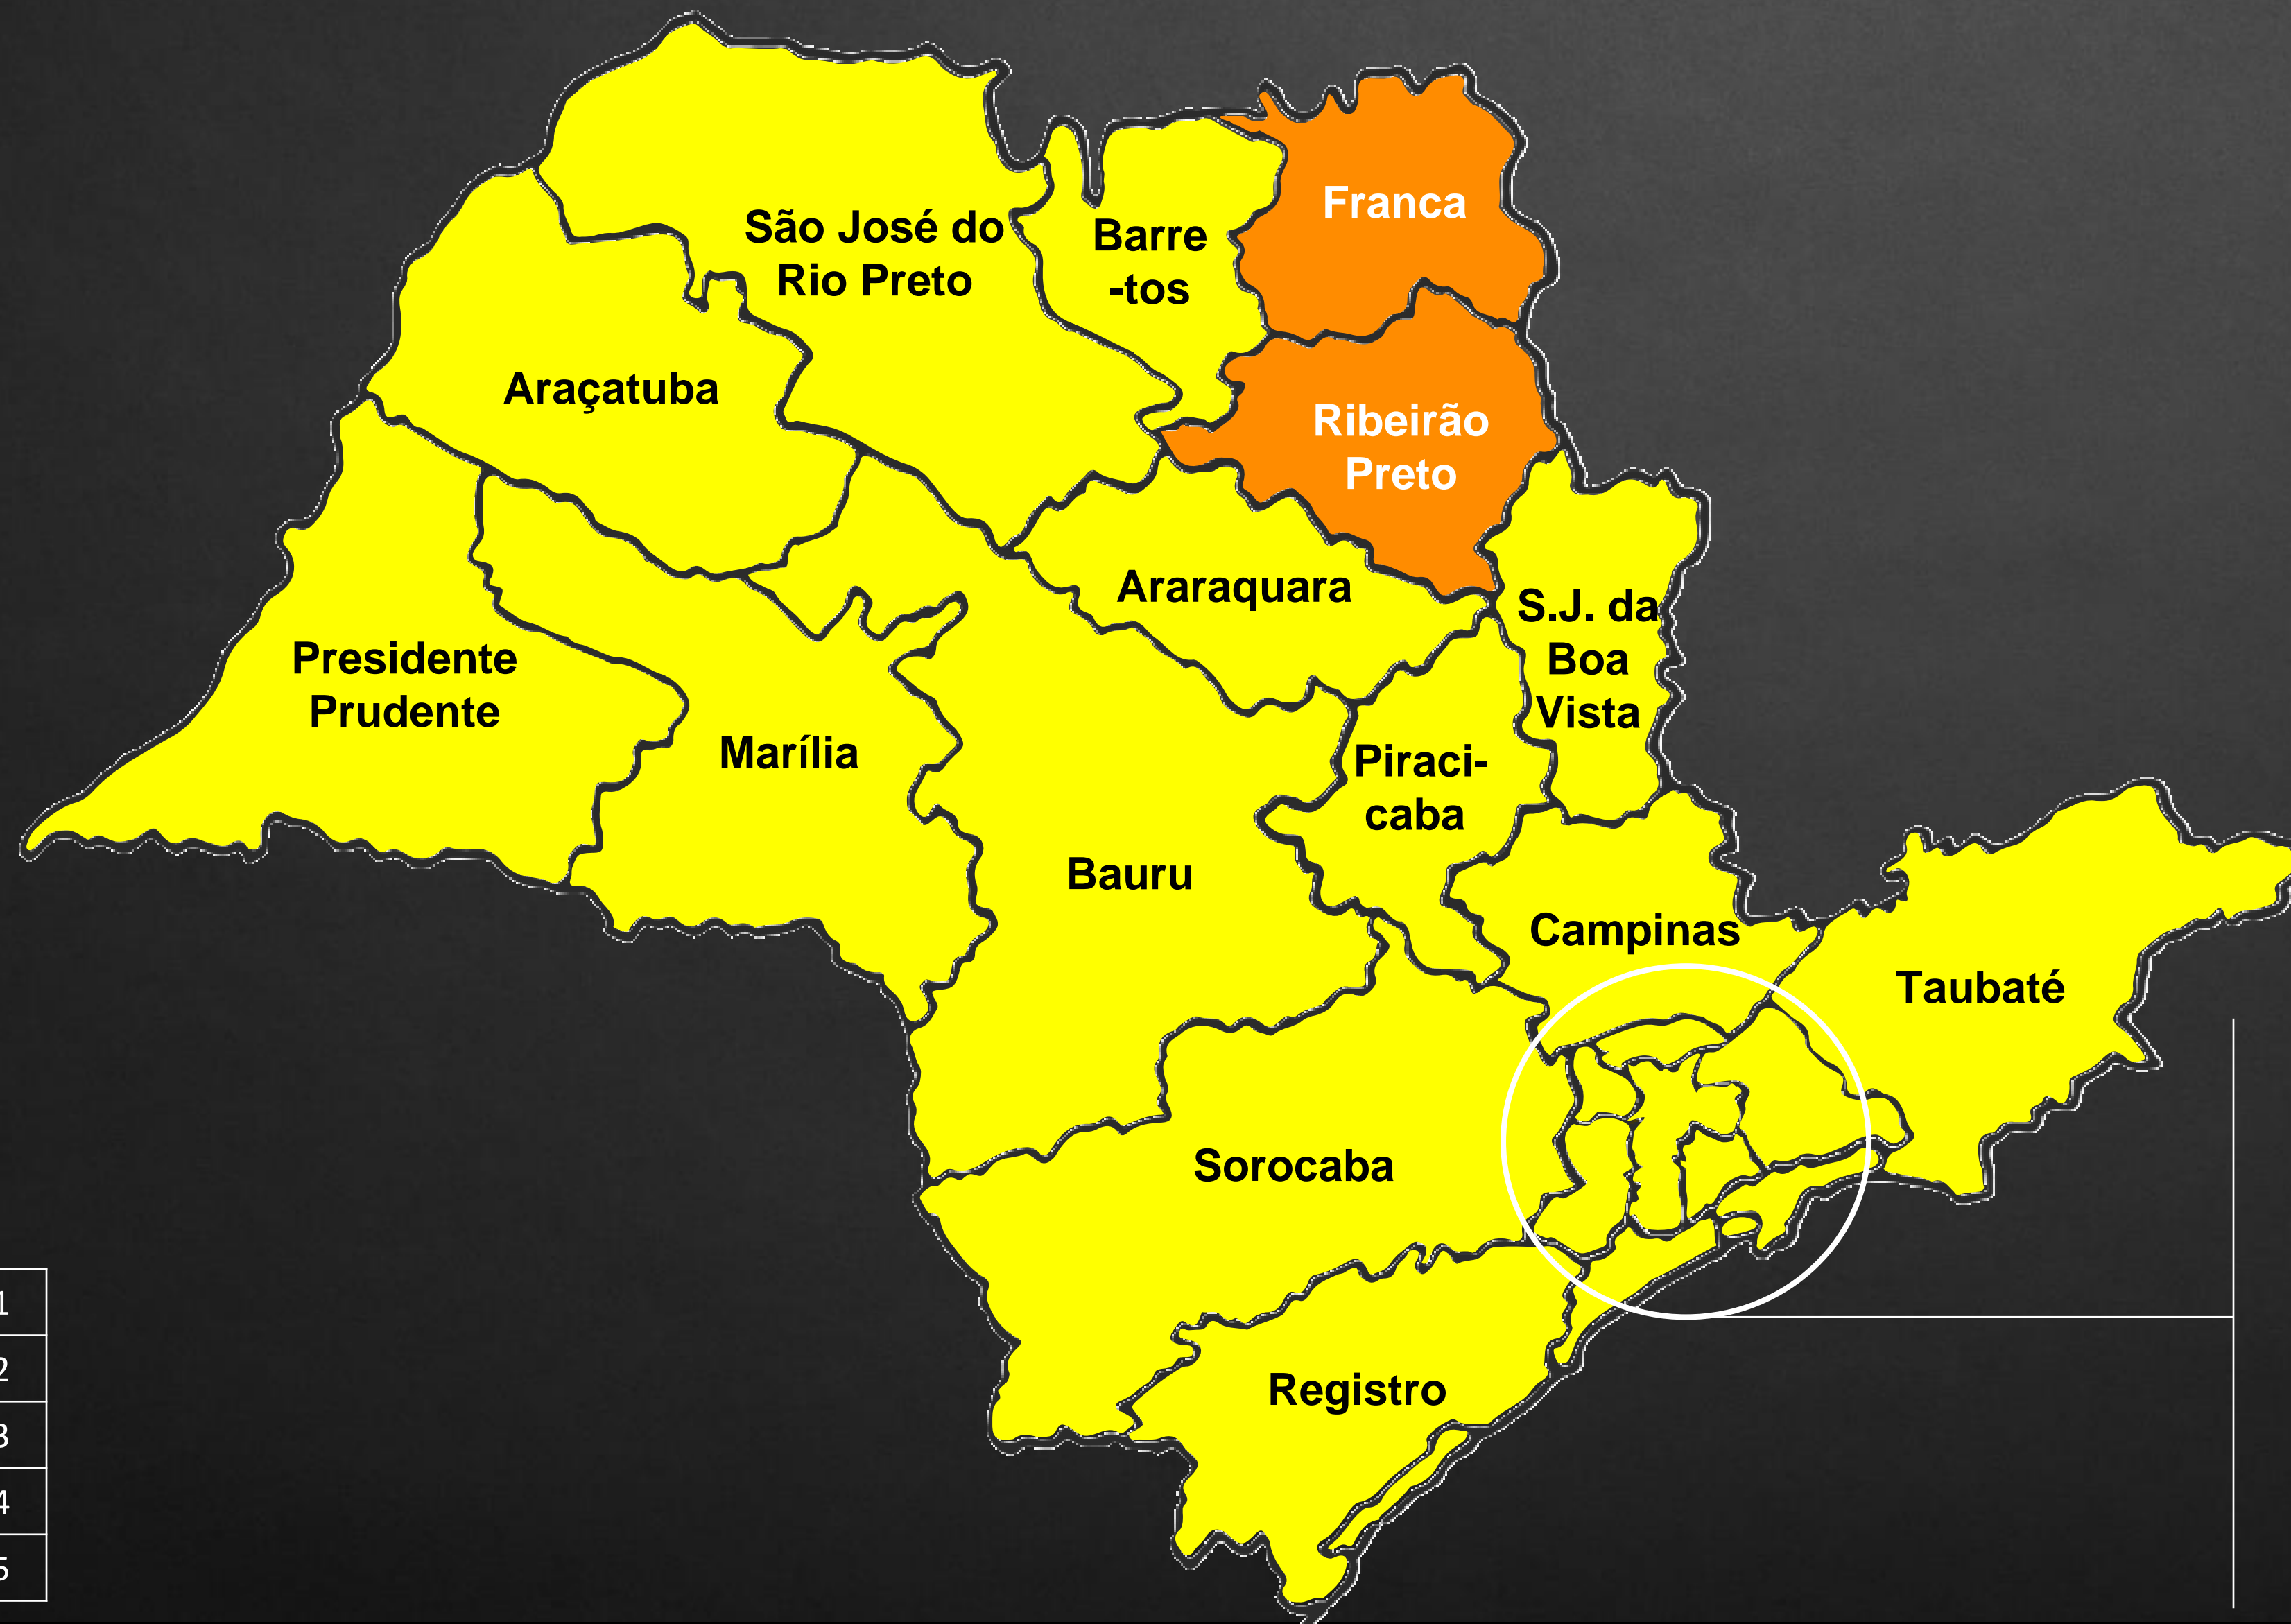 Franca
São José do
Rio Preto
Barre
-tos
Araçatuba
Ribeirão
Preto
Araraquara
S.J. da
Boa
Vista
Presidente
Prudente
Marília
Piraci-
caba
Bauru
Campinas
Taubaté
Sorocaba
Registro
1
2
3
4
5